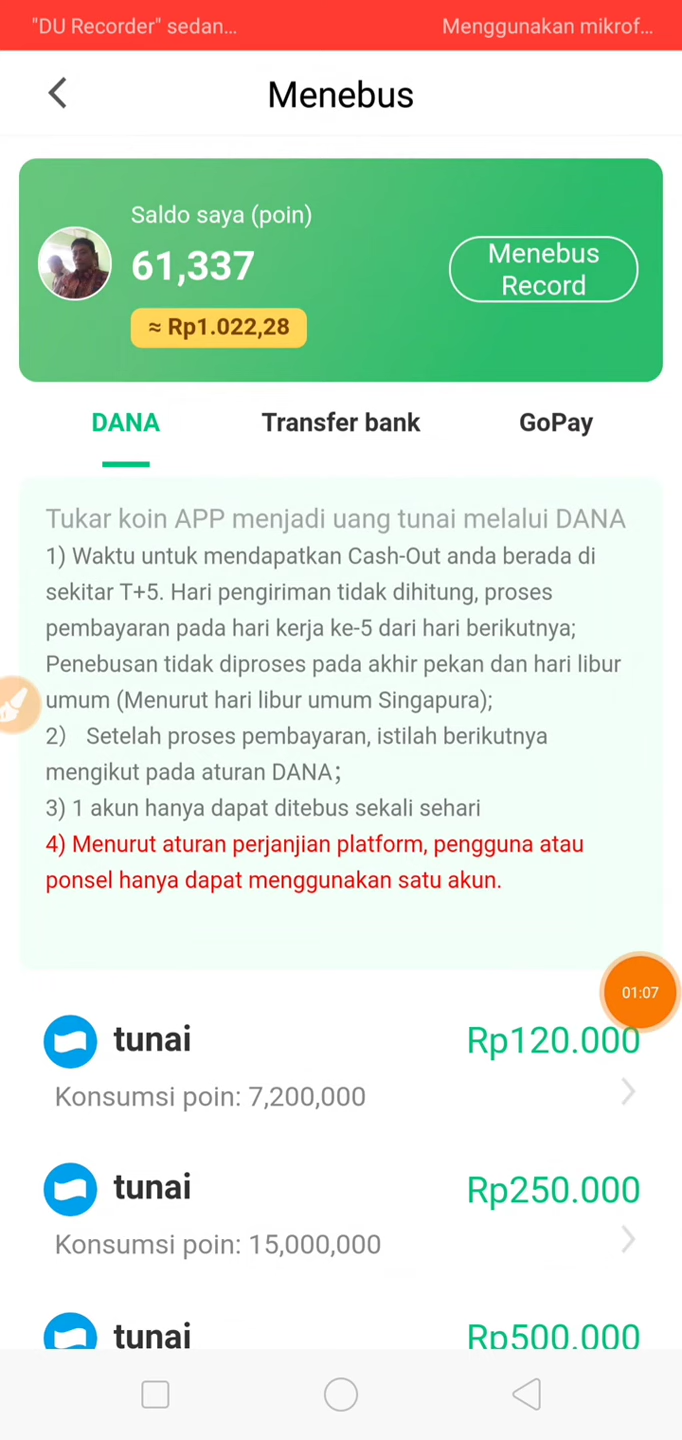 "DU Recorder" sedan... Menggunakan mikrof...
Menebus
Saldo saya (poin)
61,337
Menebus
Record
≈ Rp1.022,28
DANA Transfer bank GoPay
Tukar koin APP menjadi uang tunai melalui DANA
1) Waktu untuk mendapatkan Cash-Out anda berada di
sekitar T+5. Hari pengiriman tidak dihitung, proses
pembayaran pada hari kerja ke-5 dari hari berikutnya;
Penebusan tidak diproses pada akhir pekan dan hari libur
umum (Menurut hari libur umum Singapura);
2） Setelah proses pembayaran, istilah berikutnya
mengikut pada aturan DANA；
3) 1 akun hanya dapat ditebus sekali sehari
4) Menurut aturan perjanjian platform, pengguna atau
ponsel hanya dapat menggunakan satu akun.
01:07
tunai Rp120.000
Konsumsi poin: 7,200,000
tunai Rp250.000
Konsumsi poin: 15,000,000
tunai Rp500.000